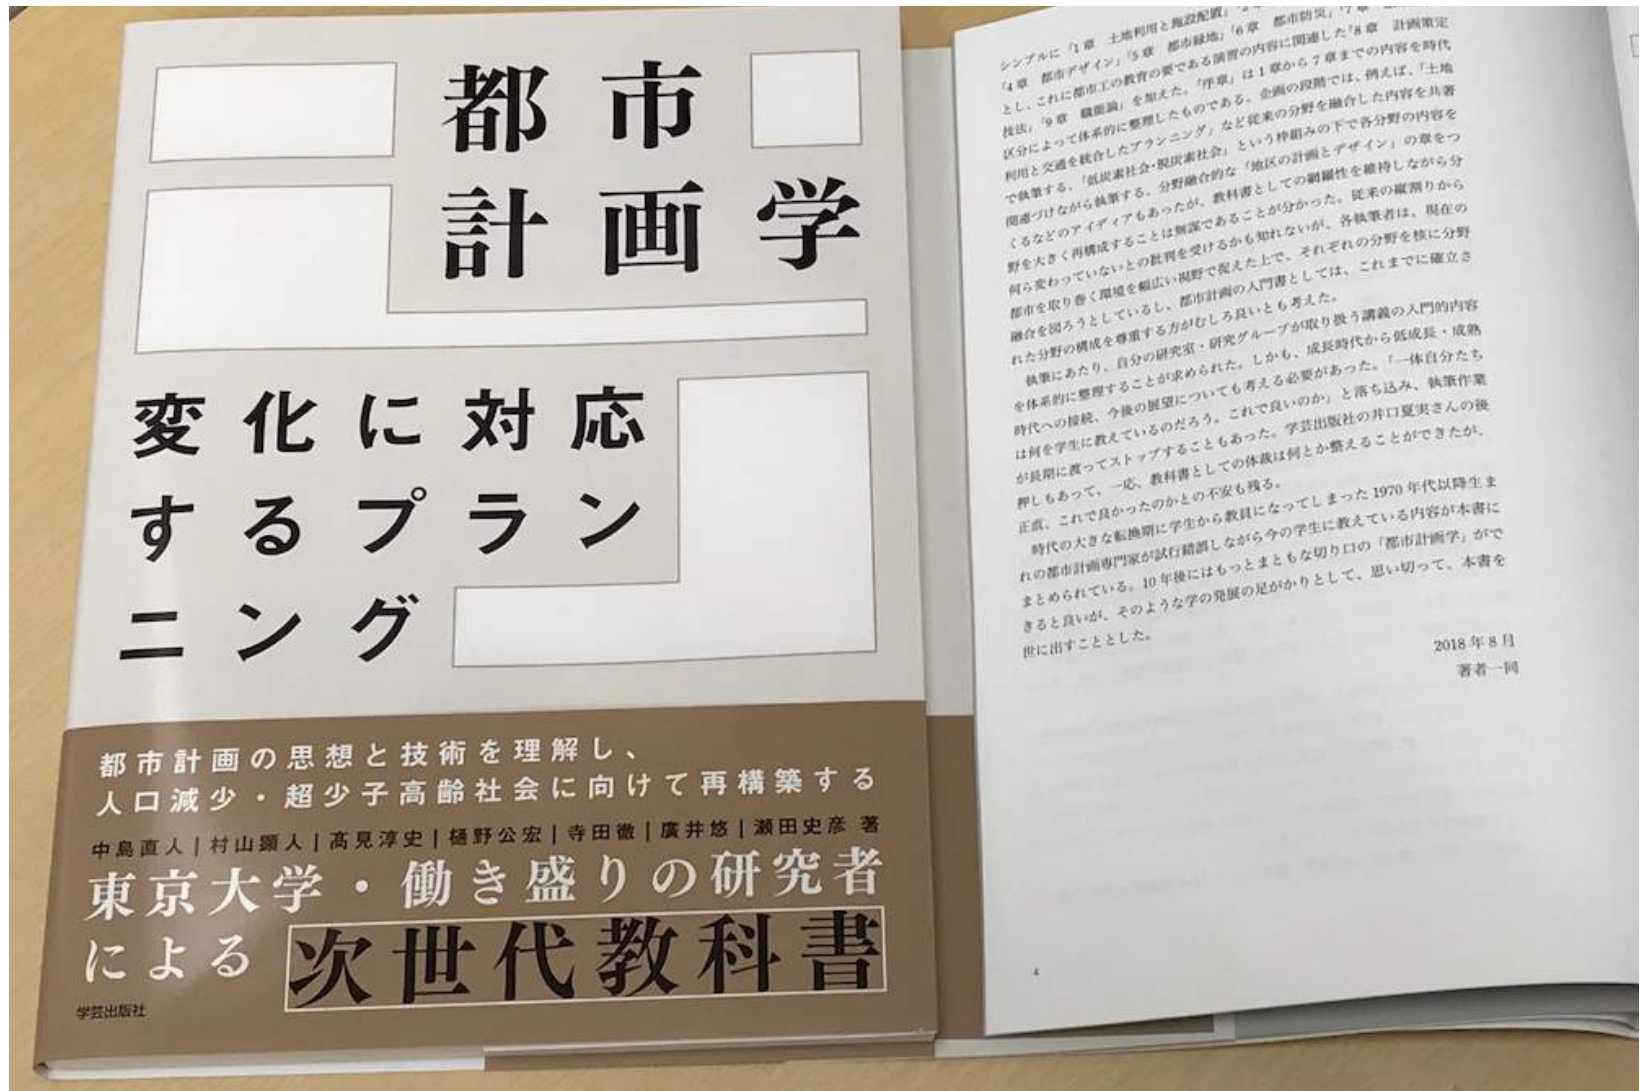 都市
計画学
変化に対応
するプラン
ニング
都市計画の思想と技術を理解し、
人口減少・超少子高齢社会に向けて再構築する
中島直人|村山顕人|髙見淳史|樋野公宏|寺田徹|廣井悠|瀬田史彦 著
東京大学・働き盛りの研究者
による 次世代教科書
学芸出版社
シンプルに「1章 土地利用と施設配置」「2
「4章 都市デザイン」「5章 都市緑地」「6章 都市防災」「7章
とし、これに都市工の教育の要である演習の内容に関連した「8章 計画策定
技法」「9章 職能論」を加えた。「序章」は1章から7章までの内容を時代
区分によって体系的に整理したものである。企画の段階では、例えば、「土地
利用と交通を統合したプランニング」など従来の分野を融合した内容を共著
で執筆する、「低炭素社会・脱炭素社会」という枠組みの下で各分野の内容を
関連づけながら執筆する、分野融合的な「地区の計画とデザイン」の章をつ
くるなどのアイディアもあったが、教科書としての網羅性を維持しながら分
野を大きく再構成することは無謀であることが分かった。従来の縦割りから
何ら変わっていないとの批判を受けるかも知れないが、各執筆者は、現在の
都市を取り巻く環境を幅広い視野で捉えた上で、それぞれの分野を核に分野
融合を図ろうとしているし、都市計画の入門書としては、これまでに確立さ
れた分野の構成を尊重する方がむしろ良いとも考えた。
執筆にあたり、自分の研究室・研究グループが取り扱う講義の入門的内容
を体系的に整理することが求められた。しかも、成長時代から低成長・成熟
時代への接続、今後の展望についても考える必要があった。「一体自分たち
は何を学生に教えているのだろう。これで良いのか」と落ち込み、執筆作業
が長期に渡ってストップすることもあった。学芸出版社の井口夏実さんの後
押しもあって、一応、教科書としての体裁は何とか整えることができたが、
正直、これで良かったのかとの不安も残る。
時代の大きな転換期に学生から教員になってしまった1970年代以降生ま
れの都市計画専門家が試行錯誤しながら今の学生に教えている内容が本書に
まとめられている。10年後にはもっとまともな切り口の「都市計画学」がで
きると良いが、そのような学の発展の足がかりとして、思い切って、本書を
世に出すこととした。
2018年8月
著者一同
4